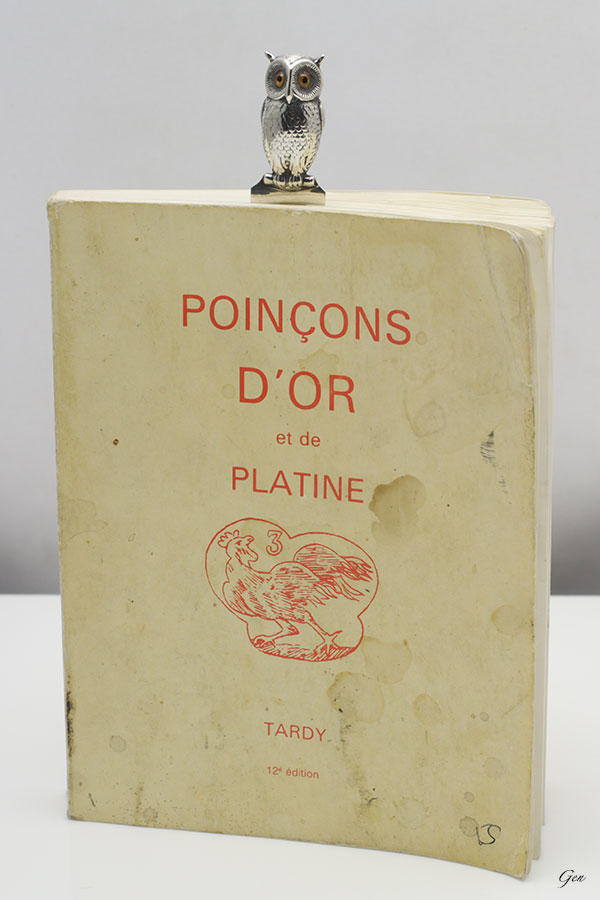 POINÇONS
D'OR
et de
PLATINE
3
TARDY
12e édition
Gen